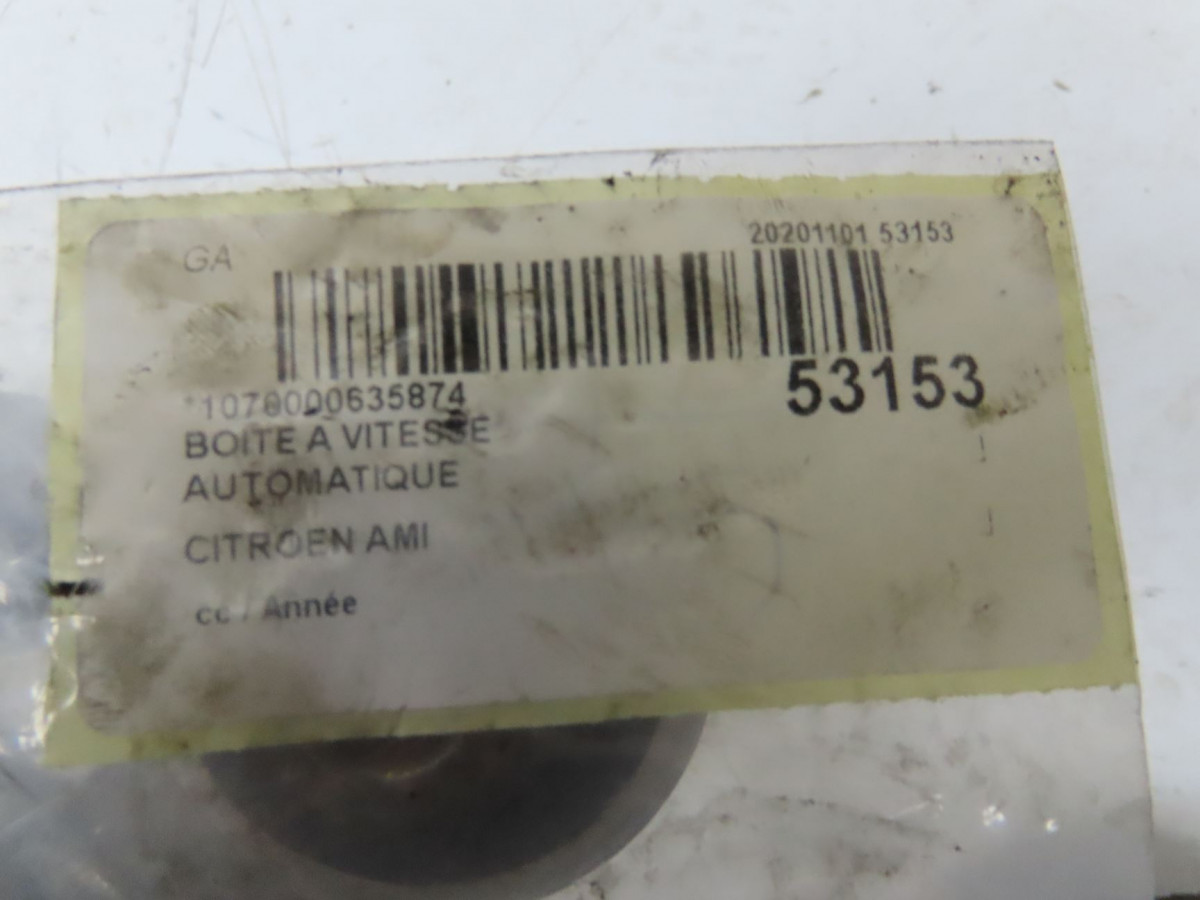 GA
20201101 53153
53153
*1078000635874
BOITE A VITESSE
AUTOMATIQUE
CITROEN AMI
cc / Année